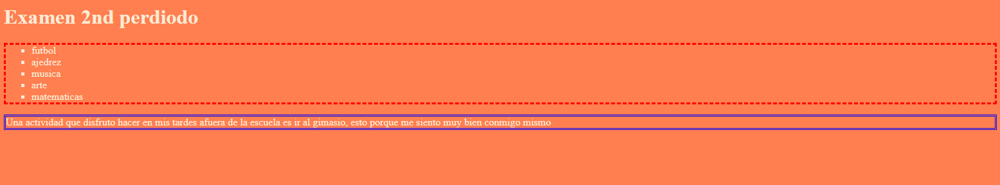 Examen 2nd perdiodo
futbol
ajedrez
musica
arte
matematicas
Una actividad que disfruto hacer en mis tardes afuera de la escuela es ir al gimasio, esto porque me siento muy bien conmigo mismo